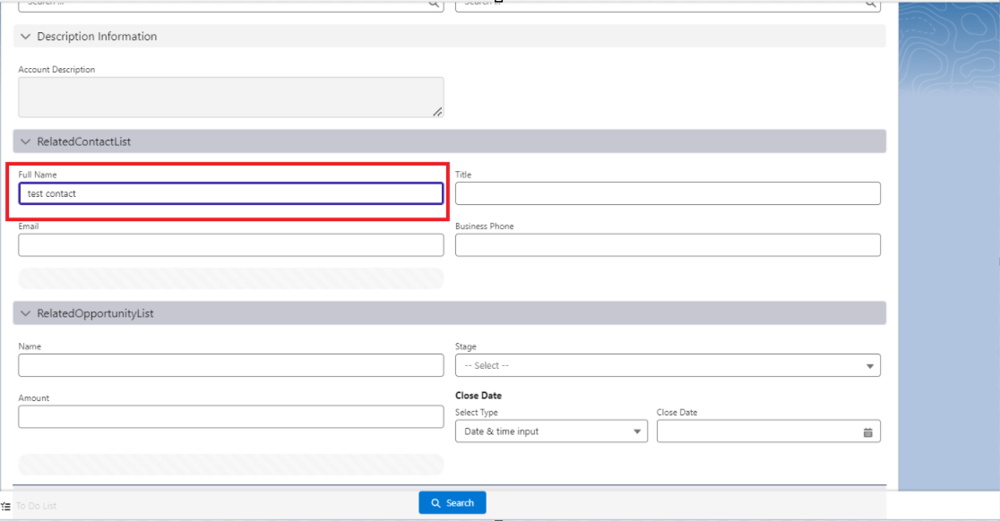 Search ...
Search ...
Description Information
Account Description
RelatedContactList
Full Name
Title
test contact
Email
Business Phone
RelatedOpportunityList
Name
Stage
-- Select --
Amount
Close Date
Select Type
Close Date
Date & time input
To Do List
Search